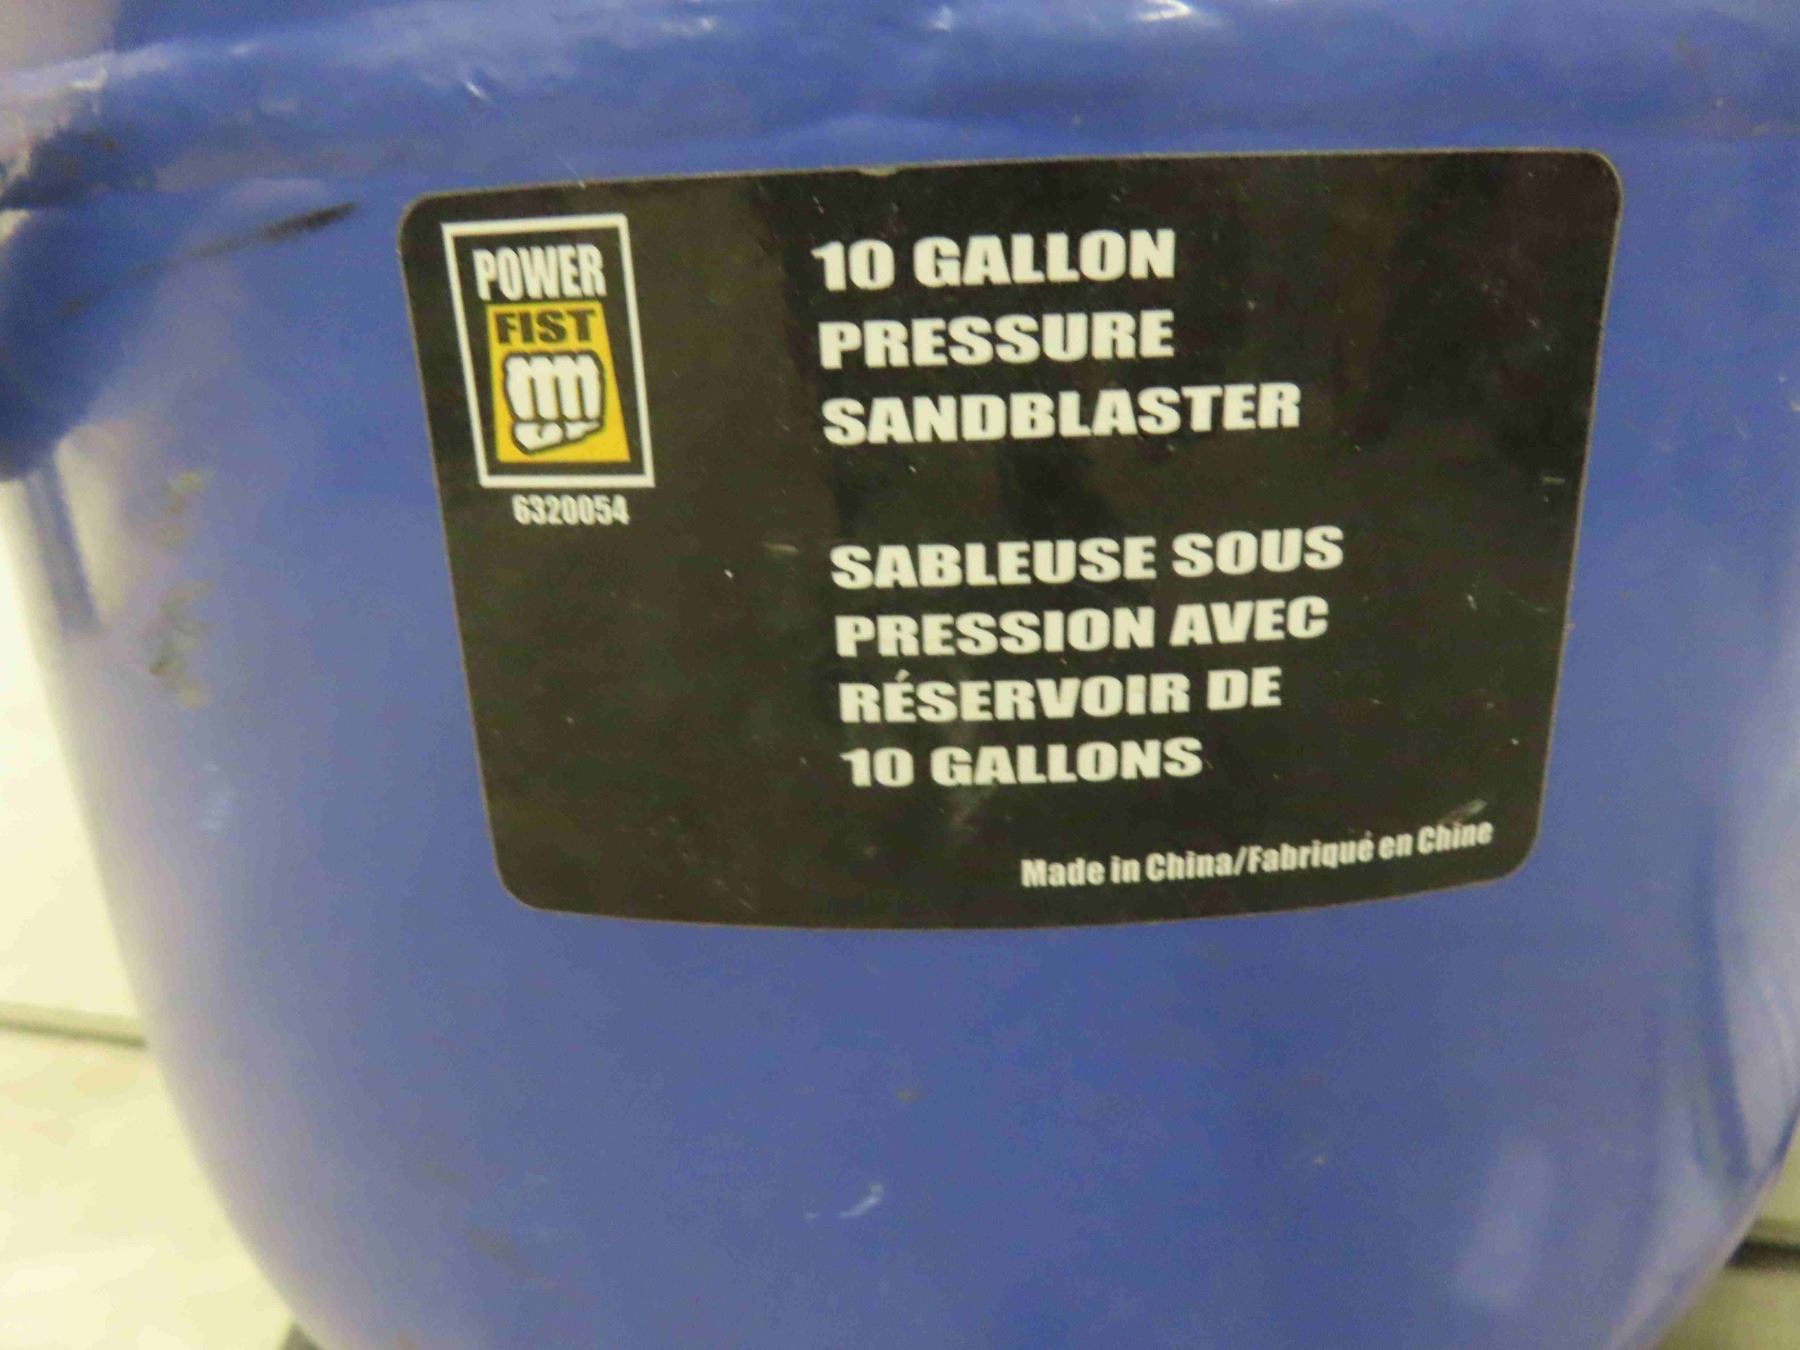 POWER
FIST
6320054
10 GALLON
PRESSURE
SANDBLASTER
SABLEUSE SOUS
PRESSION AVEC
RÉSERVOIR DE
10 GALLONS
Made in China/Fabriqué en Chine